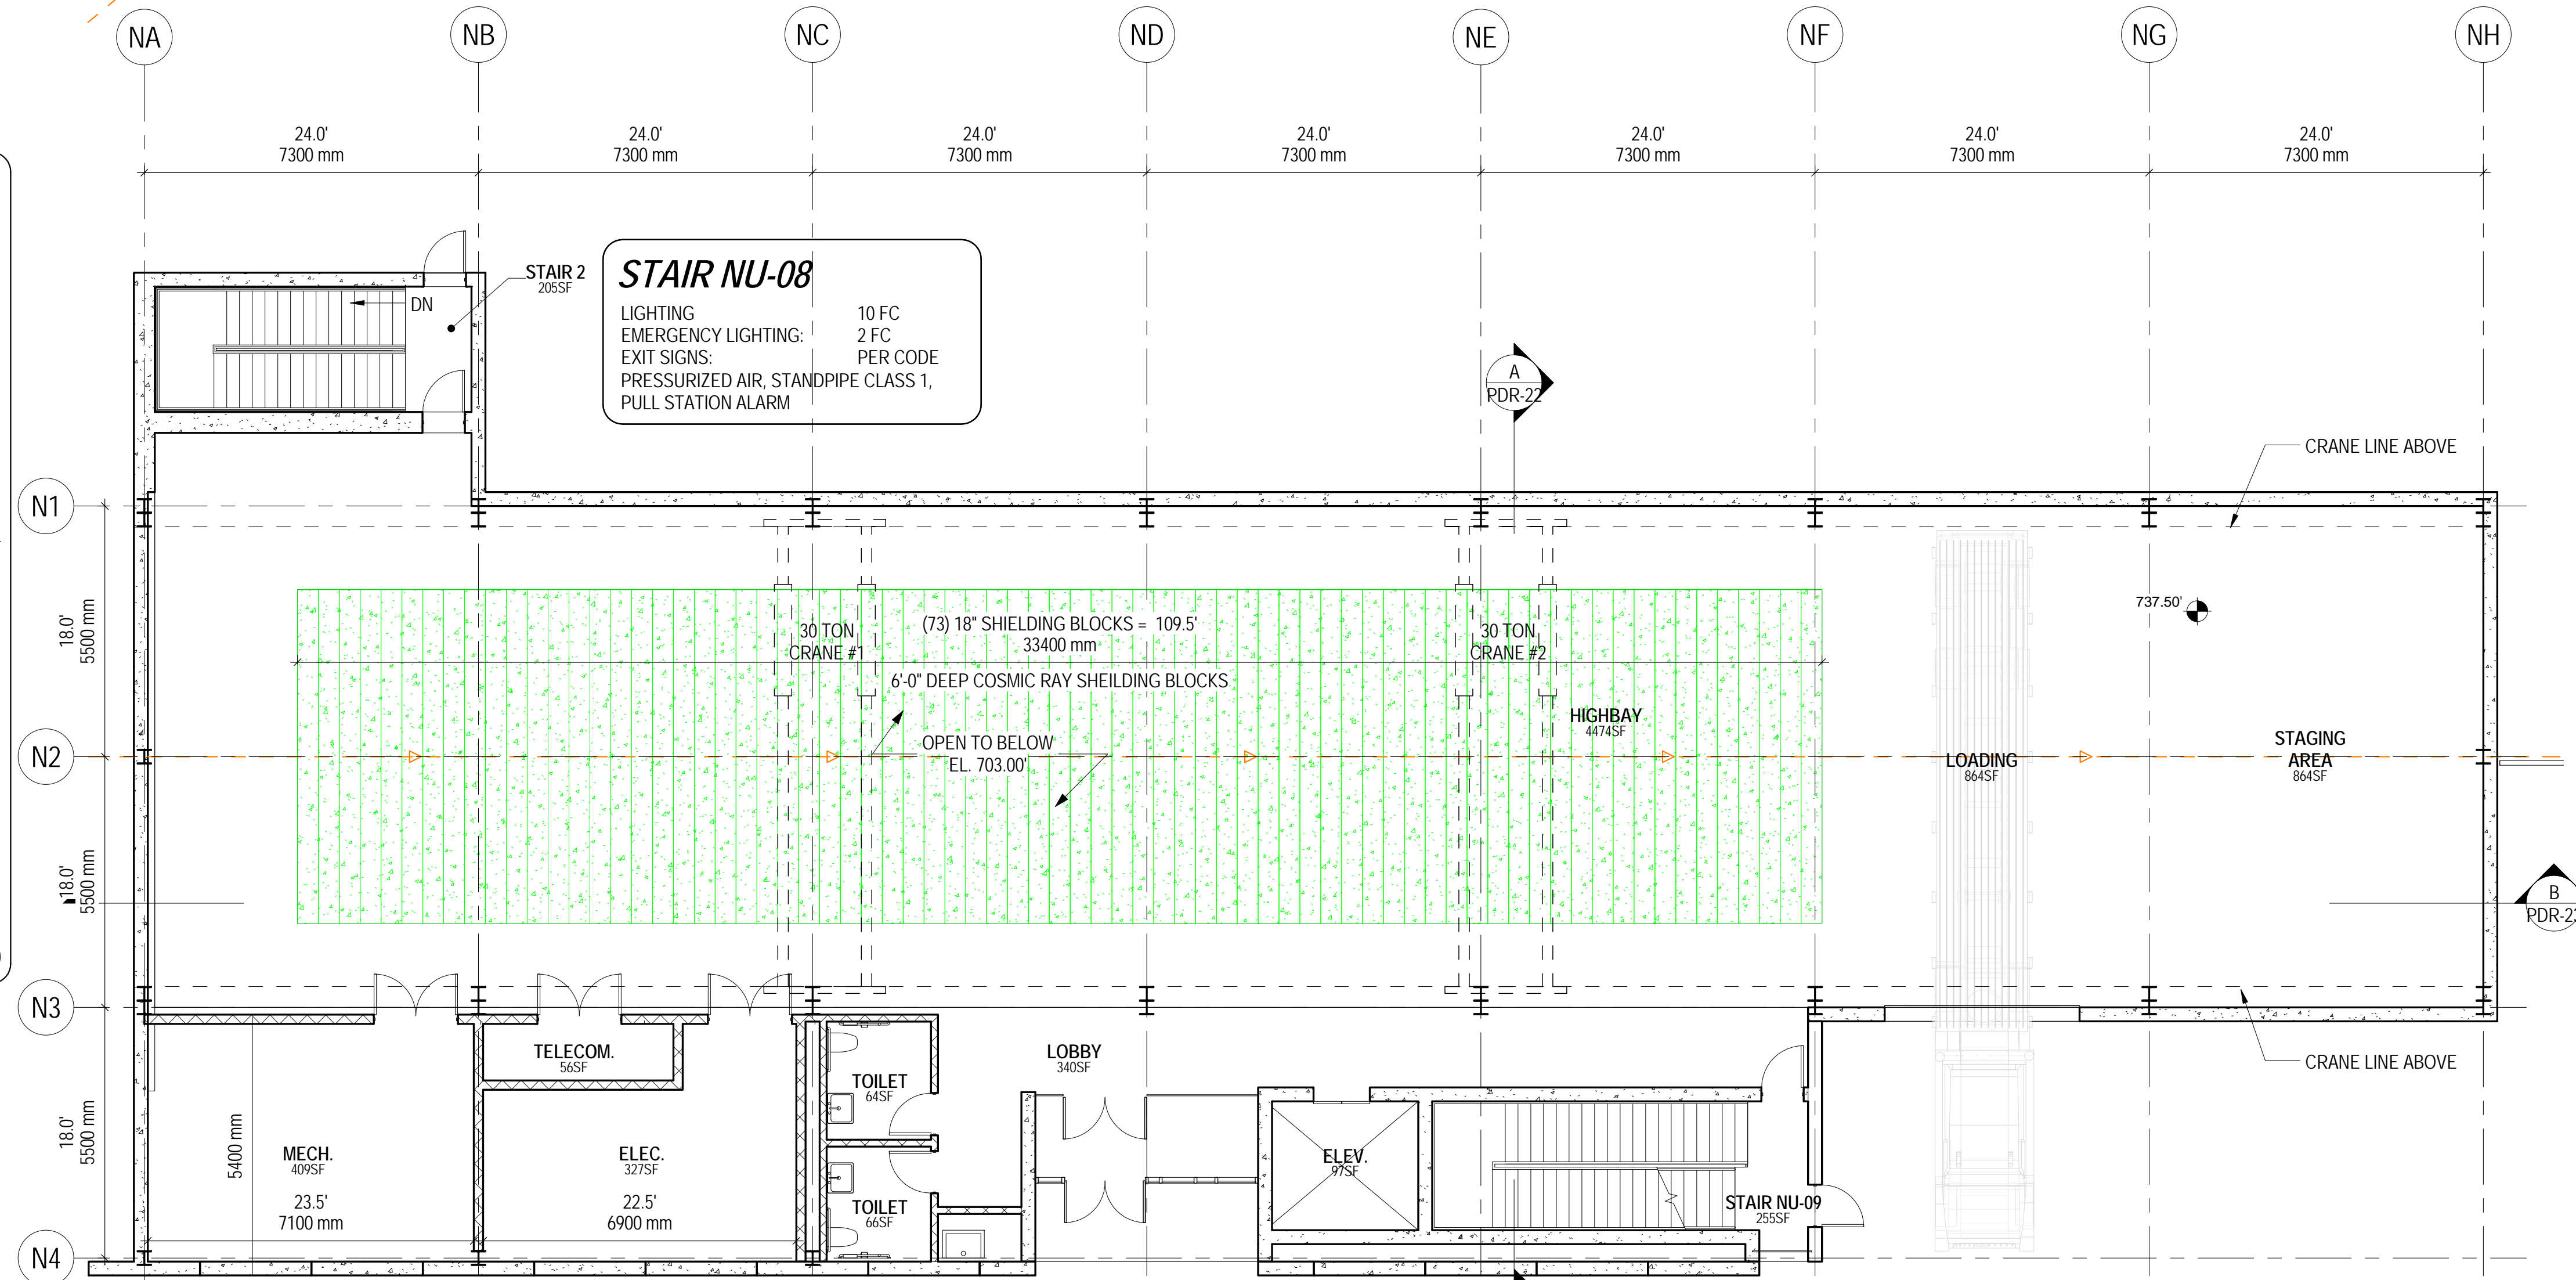 NA
NB
NC
ND
NE
NF
NG
NH
24.0'
7300 mm
24.0'
7300 mm
24.0'
7300 mm
24.0'
7300 mm
24.0'
7300 mm
24.0'
7300 mm
24.0'
7300 mm
STAIR 2
205SF
DN
STAIR NU-08
LIGHTING 10 FC
EMERGENCY LIGHTING: 2 FC
EXIT SIGNS: PER CODE
PRESSURIZED AIR, STANDPIPE CLASS 1,
PULL STATION ALARM
A
PDR-22
CRANE LINE ABOVE
N1
18.0'
5500 mm
30 TON
CRANE #1
(73) 18" SHIELDING BLOCKS = 109.5'
33400 mm
30 TON
CRANE #2
6'-0" DEEP COSMIC RAY SHEILDING BLOCKS
737.50'
HIGHBAY
4474SF
OPEN TO BELOW
EL. 703.00'
N2
LOADING
864SF
STAGING
AREA
864SF
18.0'
5500 mm
B
N3
TELECOM.
56SF
LOBBY
340SF
CRANE LINE ABOVE
TOILET
64SF
18.0'
5500 mm
5400 mm
MECH.
409SF
23.5'
7100 mm
ELEC.
327SF
22.5'
6900 mm
ELEV.
97SF
TOILET
66SF
STAIR NU-09
255SF
N4